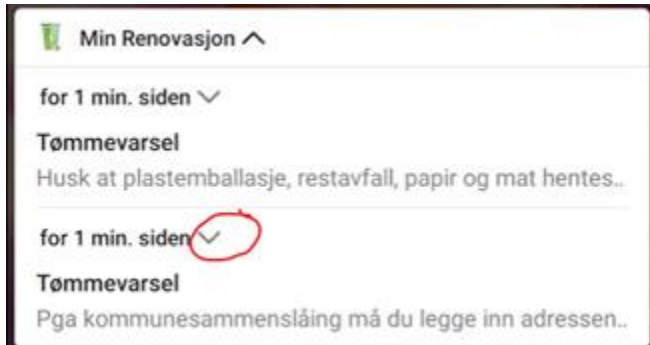 Min Renovasjon
for 1 min. siden
Tømmevarsel
Husk at plastemballasje, restavfall, papir og mat hentes..
for 1 min. siden
Tømmevarsel
Pga kommunesammenslåing må du legge inn adressen..